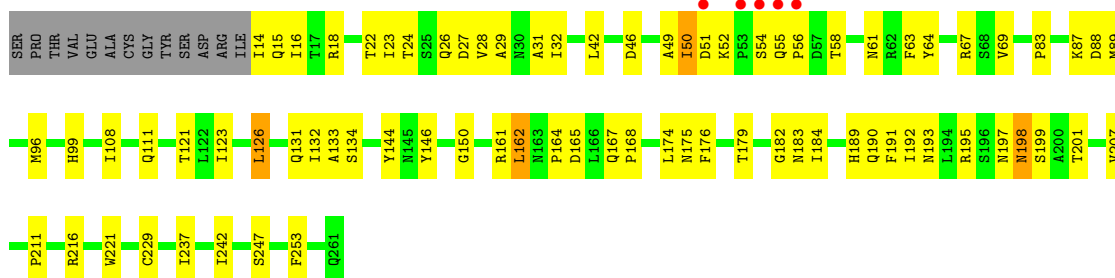 SER PRO THR VAL GLU ALA CYS GLY TYR SER ASP ARG ILE I14 Q15 I16 T17 R18 T22 I23 T24 S25 Q26 D27 V28 A29 N30 A31 I32 L42 D46 A49 I50 D51 K52 P53 S54 Q55 P56 D57 T58 N61 R62 F63 Y64 R67 S68 V69 P83 K87 D88 M89
M96 H99 I108 Q111 T121 L122 I123 L126 Q131 I132 A133 S134 Y144 N145 Y146 G150 R161 L162 N163 P164 D165 L166 Q167 P168 L174 N175 F176 T179 G182 N183 I184 H189 Q190 F191 I192 N193 L194 R195 S196 N197 N198 S199 A200 T201
P211 R216 W221 C229 I237 I242 S247 F253 Q261